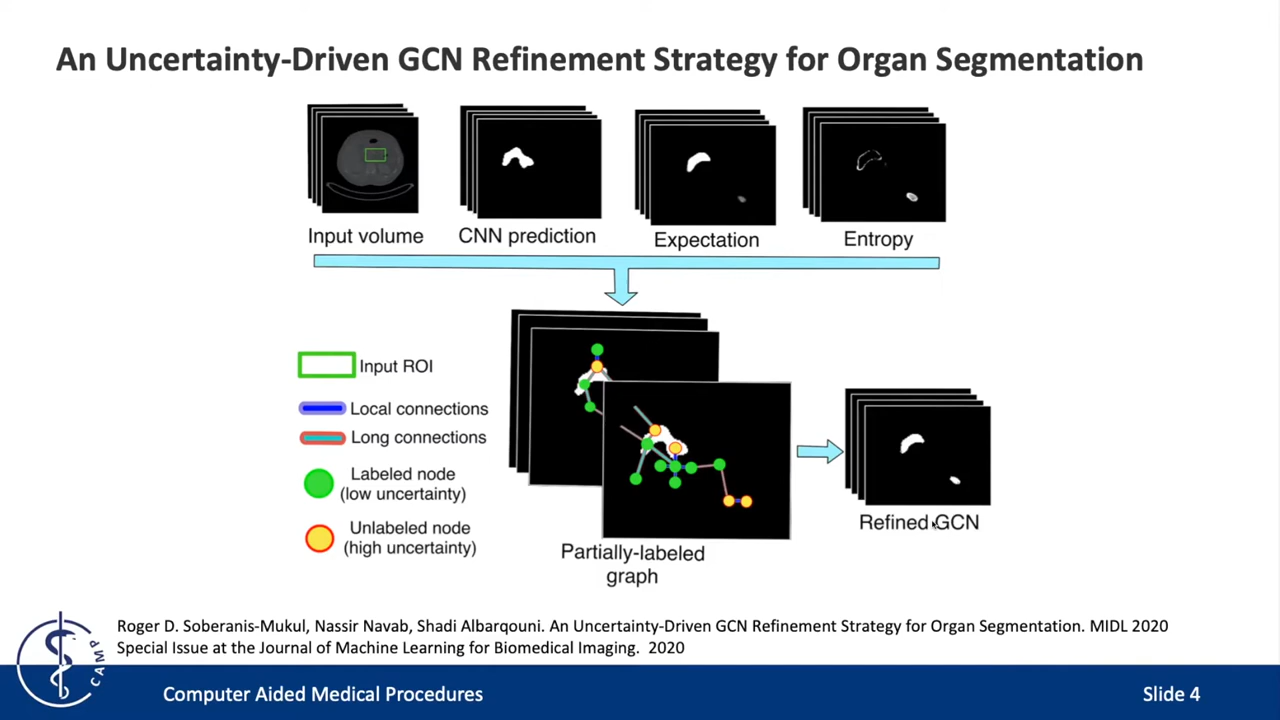 An Uncertainty-Driven GCN Refinement Strategy for Organ Segmentation
Input volume
CNN prediction
Expectation
Entropy
Input ROI
Local connections
Long connections
Labeled node
(low uncertainty)
Unlabeled node
(high uncertainty)
Partially-labeled
graph
Refined GCN
Roger D. Soberanis-Mukul, Nassir Navab, Shadi Albarqouni. An Uncertainty-Driven GCN Refinement Strategy for Organ Segmentation. MIDL 2020
Special Issue at the Journal of Machine Learning for Biomedical Imaging. 2020
CAMP
Computer Aided Medical Procedures
Slide 4